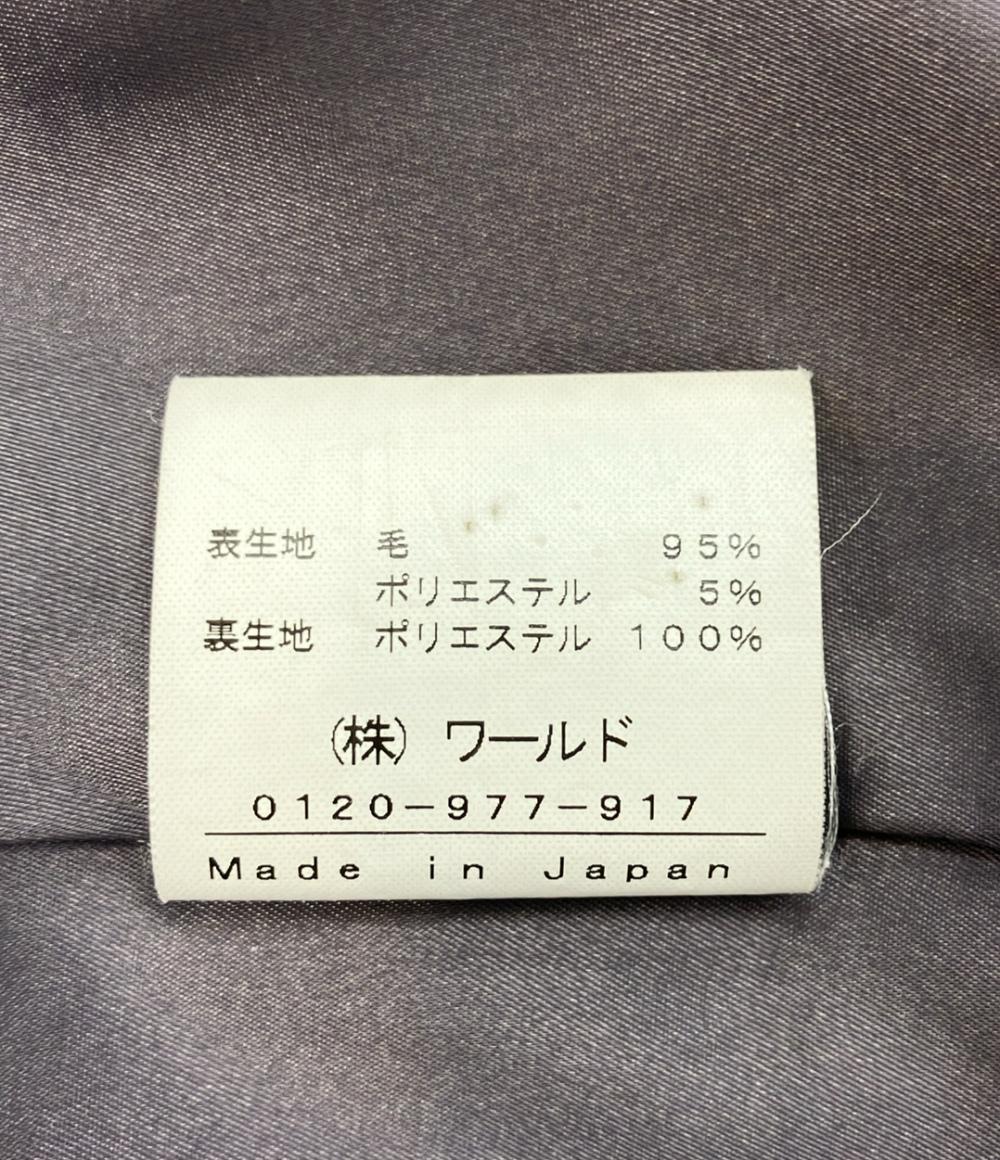 表生地 毛 95%
ポリエステル 5%
裏生地 ポリエステル 100%
(株) ワールド
0120-977-917
Made in Japan